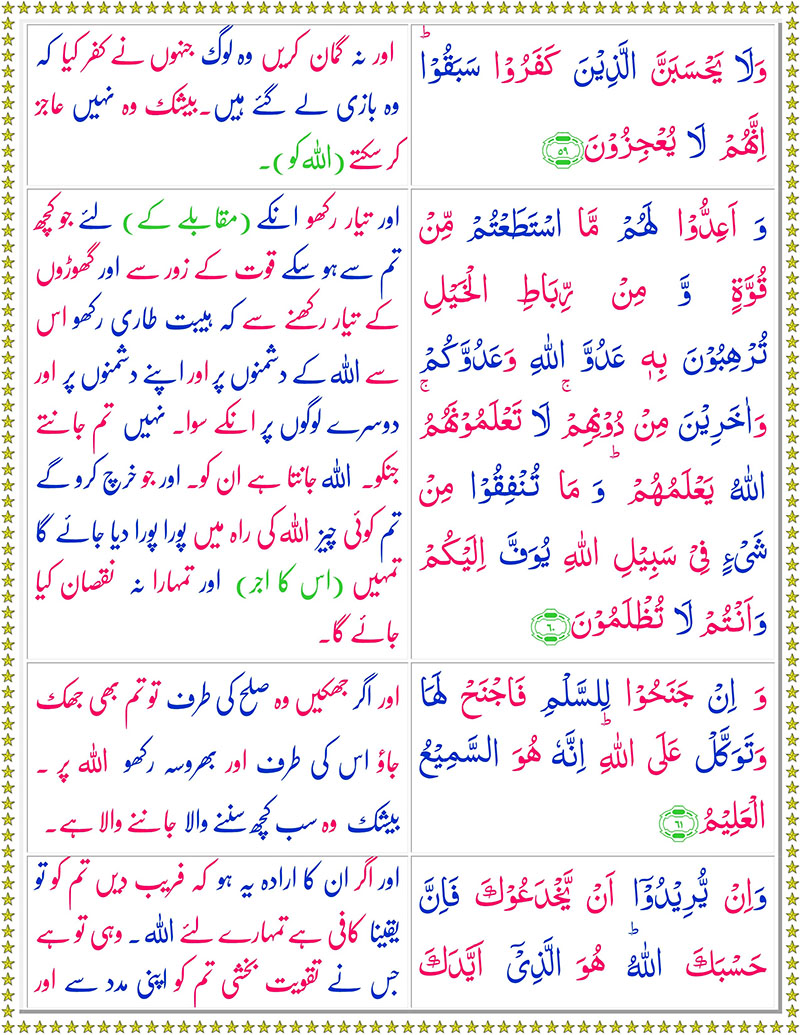 وَلَا يَحْسَبَنَّ الَّذِيْنَ كَفَرُوْا سَبَقُوْا ؕ
اِنَّهُمْ لَا يُعْجِزُوْنَ ۵۹
اور نہ گمان کریں وہ لوگ جنہوں نے کفر کیا کہ
وہ بازی لے گئے ہیں۔بیشک وہ نہیں عاجز
کر سکتے (اللہ کو)۔
وَ اَعِدُّوْا لَهُمْ مَّا اسْتَطَعْتُمْ مِّنْ
قُوَّةٍ وَّ مِنْ رِّبَاطِ الْخَيْلِ
تُرْهِبُوْنَ بِهٖ عَدُوَّ اللّٰهِ وَعَدُوَّكُمْ
وَاٰخَرِيْنَ مِنْ دُوْنِهِمْ ۚ لَا تَعْلَمُوْنَهُمْ ۚ
اَللّٰهُ يَعْلَمُهُمْ ؕ وَ مَا تُنْفِقُوْا مِنْ
شَىْءٍ فِىْ سَبِيْلِ اللّٰهِ يُوَفَّ اِلَيْكُمْ
وَاَنْتُمْ لَا تُظْلَمُوْنَ ۶۰
اور تیار رکھو انکے (مقابلے کے) لئے جو کچھ
تم سے ہو سکے قوت کے زور سے اور گھوڑوں
کے تیار رکھنے سے کہ ہیبت طاری رکھو اس
سے اللہ کے دشمنوں پر اور اپنے دشمنوں پر اور
دوسرے لوگوں پر انکے سوا۔ نہیں تم جانتے
جنکو۔ اللہ جانتا ہے ان کو۔ اور جو خرچ کرو گے
تم کوئی چیز اللہ کی راہ میں پورا پورا دیا جائے گا
تمہیں (اس کا اجر) اور تمہارا نہ نقصان کیا
جائے گا۔
وَ اِنْ جَنَحُوْا لِلسَّلْمِ فَاجْنَحْ لَهَا
وَتَوَكَّلْ عَلَى اللّٰهِ ؕ اِنَّهٗ هُوَ السَّمِيْعُ
الْعَلِيْمُ ۶۱
اور اگر جھکیں وہ صلح کی طرف تو تم بھی جھک
جاؤ اس کی طرف اور بھروسہ رکھو اللہ پر۔
بیشک وہ سب کچھ سننے والا جاننے والا ہے۔
وَاِنْ يُّرِيْدُوْۤا اَنْ يَّخْدَعُوْكَ فَاِنَّ
حَسْبَكَ اللّٰهُ ؕ هُوَ الَّذِىْۤ اَيَّدَكَ
اور اگر ان کا ارادہ یہ ہو کہ فریب دیں تم کو تو
یقینا کافی ہے تمہارے لئے اللہ۔ وہی تو ہے
جس نے تقویت بخشی تم کو اپنی مدد سے اور